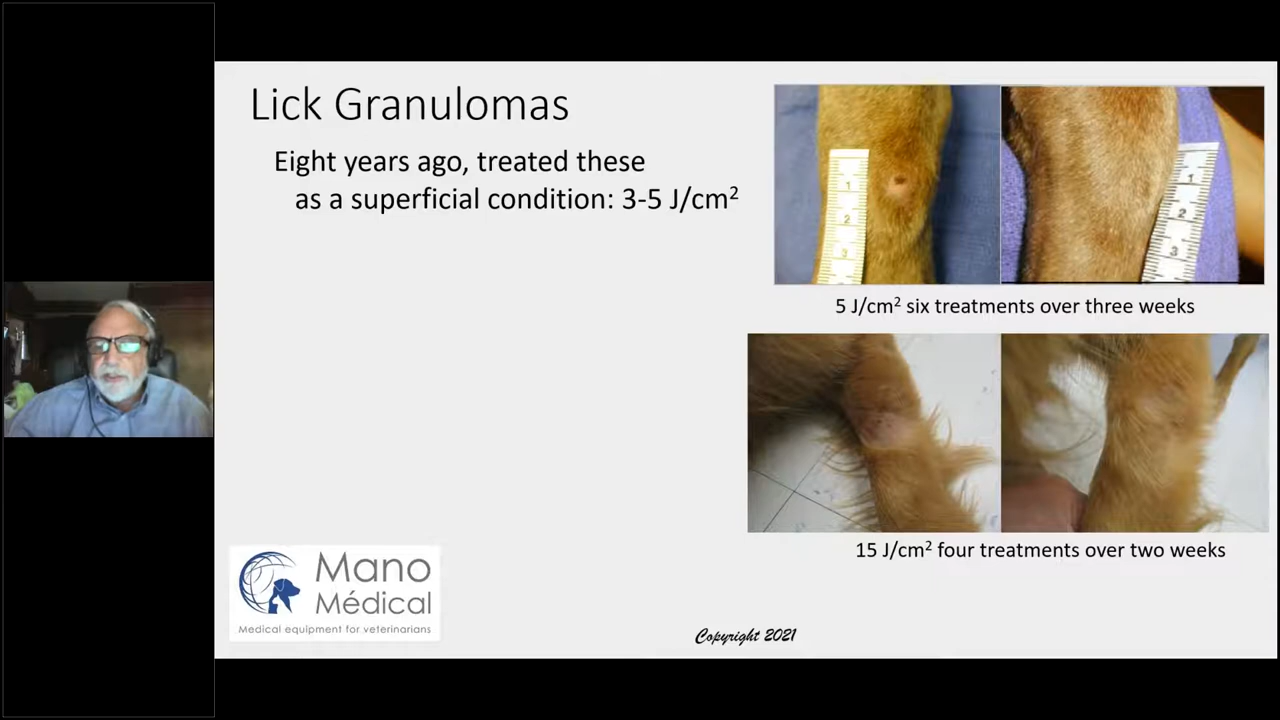 Lick Granulomas
Eight years ago, treated these
as a superficial condition: 3-5 J/cm²
1
2
3
1
2
3
5 J/cm² six treatments over three weeks
15 J/cm² four treatments over two weeks
Mano
Médical
Medical equipment for veterinarians
Copyright 2021